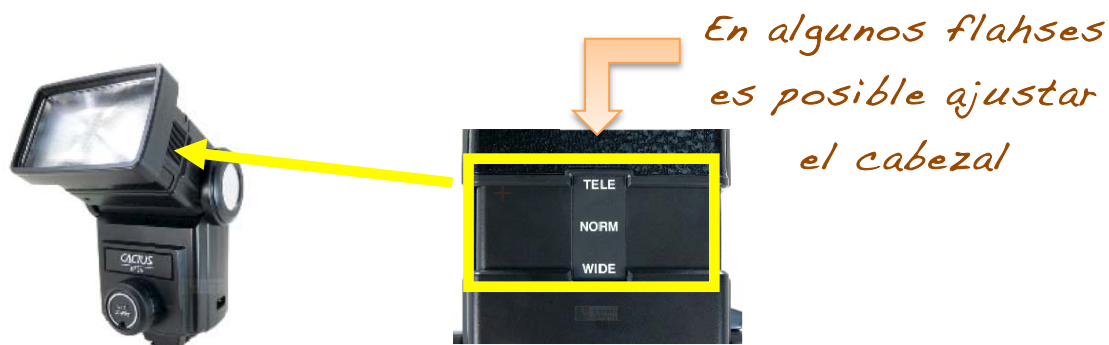 En algunos flahses
es posible ajustar
el cabezal
TELE
NORM
WIDE
CACTUS